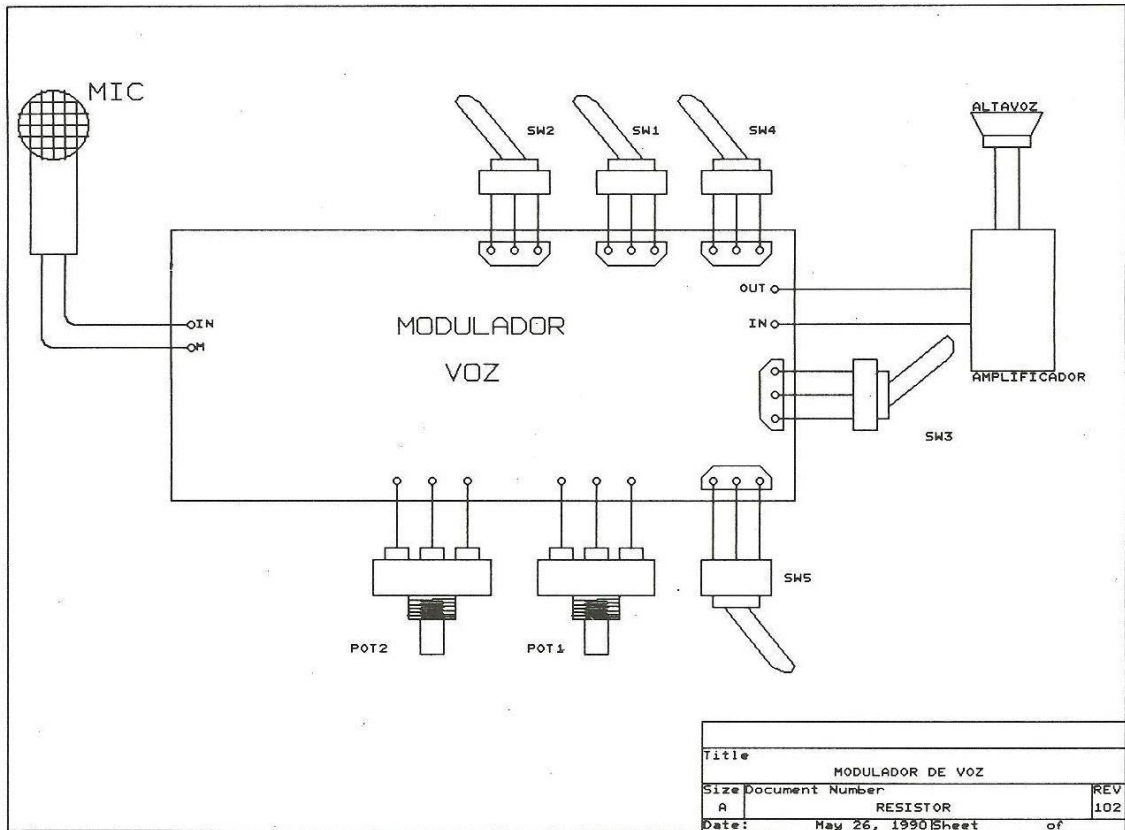 MIC
SW2
SW1
SW4
ALTAVOZ
OUT
IN
MODULADOR
IN
M
VOZ
AMPLIFICADOR
SW3
SW5
POT2
POT1
Title
MODULADOR DE VOZ
Size Document Number REV
A RESISTOR 102
Date: May 26, 1990 Sheet of